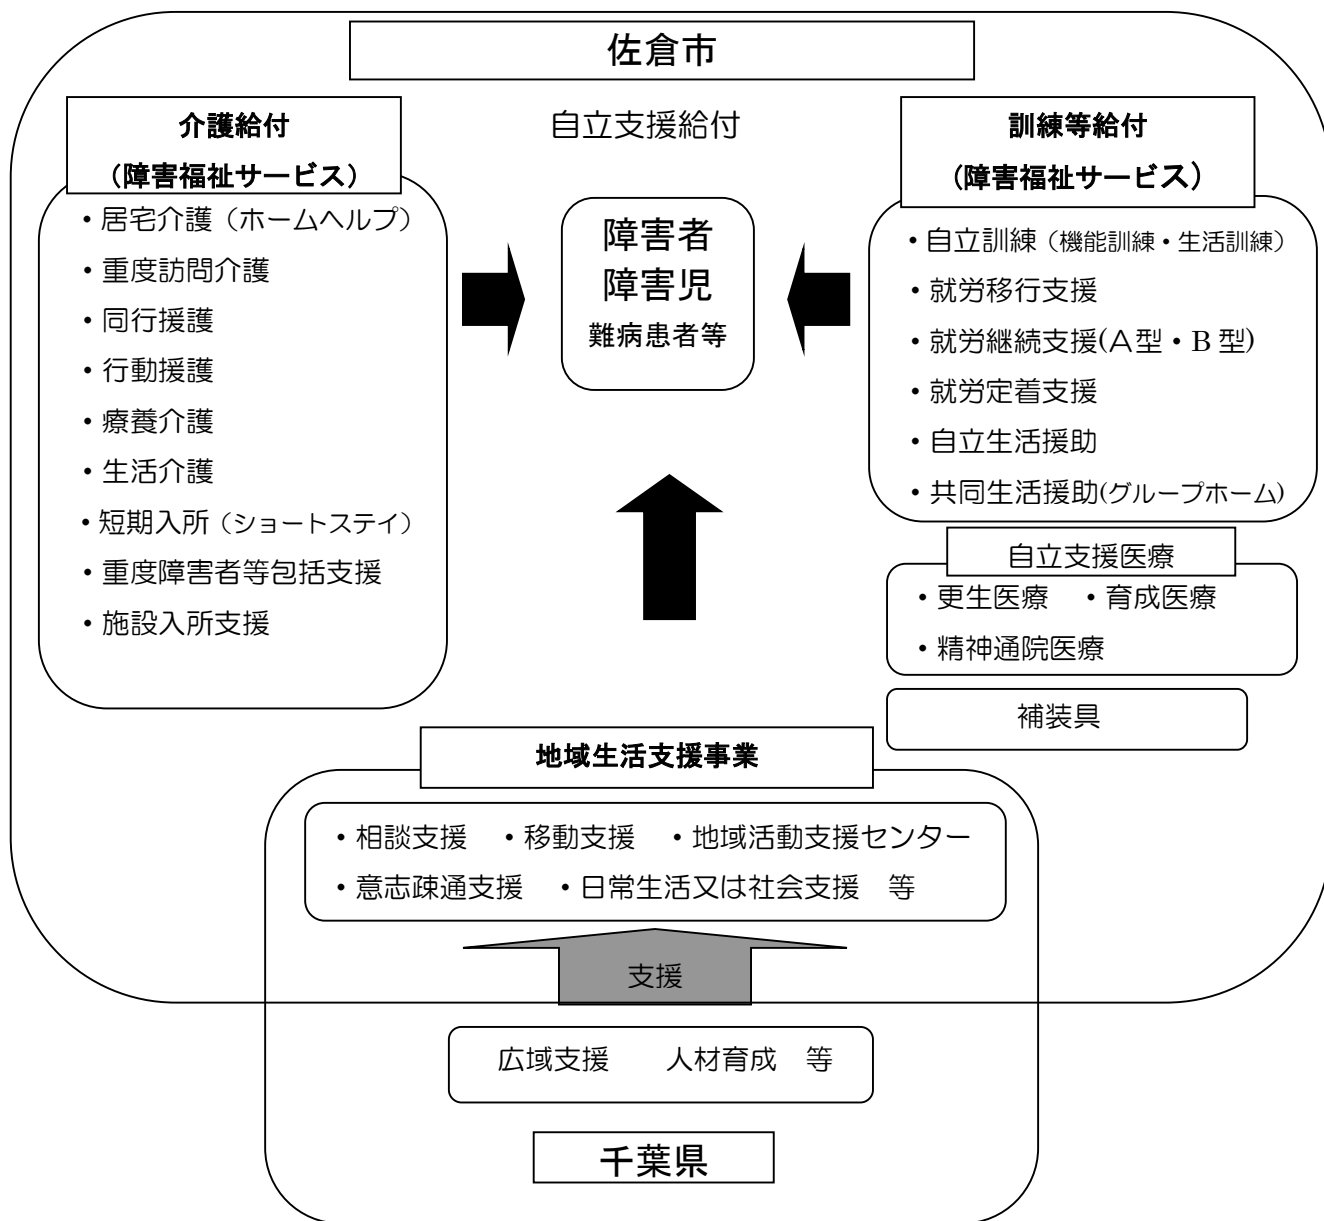 佐倉市
自立支援給付
介護給付
（障害福祉サービス）
・居宅介護（ホームヘルプ）
・重度訪問介護
・同行援護
・行動援護
・療養介護
・生活介護
・短期入所（ショートステイ）
・重度障害者等包括支援
・施設入所支援
障害者
障害児
難病患者等
訓練等給付
（障害福祉サービス）
・自立訓練（機能訓練・生活訓練）
・就労移行支援
・就労継続支援(A型・B型)
・就労定着支援
・自立生活援助
・共同生活援助(グループホーム)
自立支援医療
・更生医療　・育成医療
・精神通院医療
補装具
地域生活支援事業
・相談支援　・移動支援　・地域活動支援センター
・意志疎通支援　・日常生活又は社会支援　等
支援
広域支援　　人材育成　等
千葉県